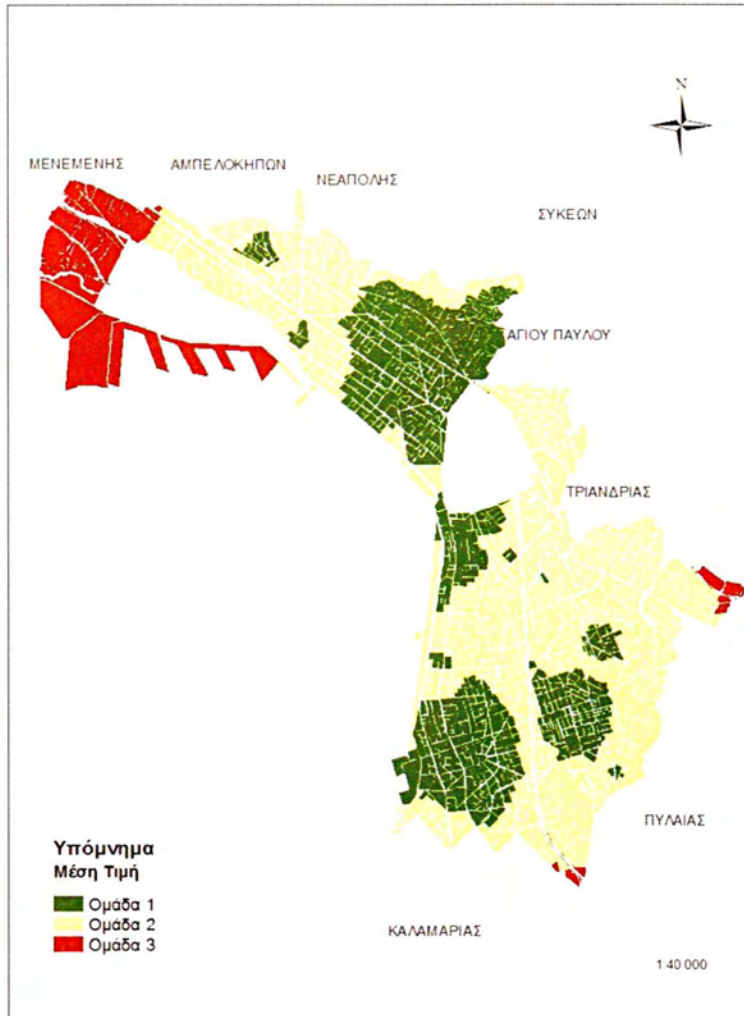 N
ΜΕΝΕΜΕΝΗΣ
ΑΜΠΕΛΟΚΗΠΩΝ
ΝΕΑΠΟΛΗΣ
ΣΥΚΕΩΝ
ΑΓΙΟΥ ΠΑΥΛΟΥ
ΤΡΙΑΝΔΡΙΑΣ
ΠΥΛΑΙΑΣ
Υπόμνημα
Μέση Τιμή
Ομάδα 1
Ομάδα 2
Ομάδα 3
ΚΑΛΑΜΑΡΙΑΣ
1:40 000